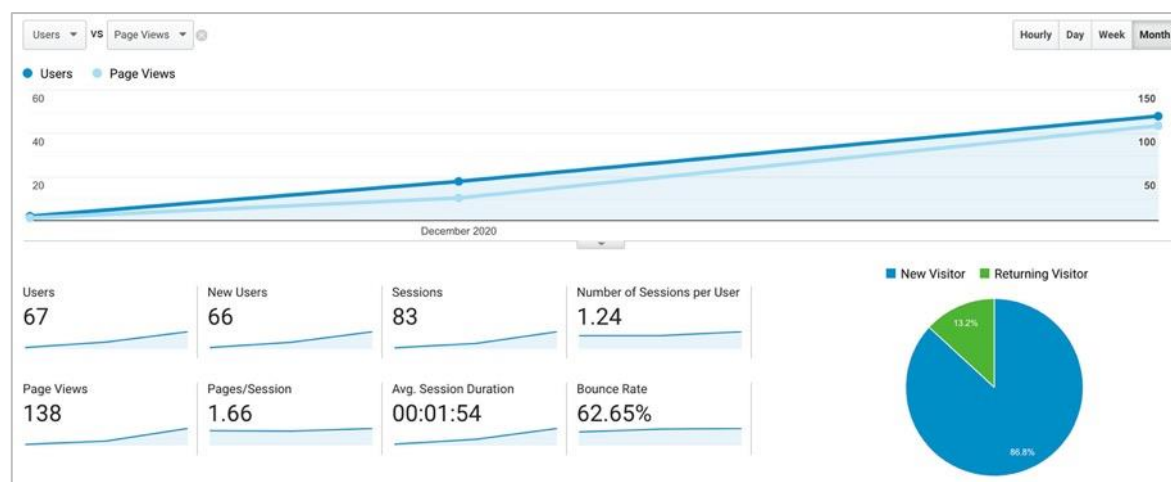 Users vs Page Views
Hourly Day Week Month
Users Page Views
60 150
40 100
20 50
December 2020
New Visitor Returning Visitor
Users New Users Sessions Number of Sessions per User
67 66 83 1.24
13.2%
Page Views Pages/Session Avg. Session Duration Bounce Rate
138 1.66 00:01:54 62.65%
86.8%